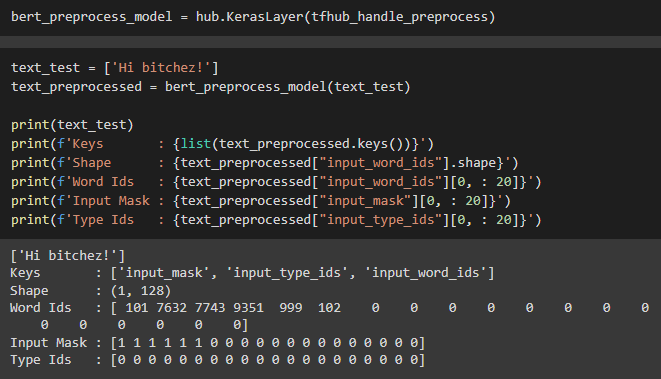 bert_preprocess_model = hub.KerasLayer(tfhub_handle_preprocess)
text_test = ['Hi bitchez!']
text_preprocessed = bert_preprocess_model(text_test)
print(text_test)
print(f'Keys       : {list(text_preprocessed.keys())}')
print(f'Shape      : {text_preprocessed["input_word_ids"].shape}')
print(f'Word Ids   : {text_preprocessed["input_word_ids"][0, : 20]}')
print(f'Input Mask : {text_preprocessed["input_mask"][0, : 20]}')
print(f'Type Ids   : {text_preprocessed["input_type_ids"][0, : 20]}')
['Hi bitchez!']
Keys       : ['input_mask', 'input_type_ids', 'input_word_ids']
Shape      : (1, 128)
Word Ids   : [ 101 7632 7743 9351  999  102    0    0    0    0    0    0    0    0
    0    0    0    0    0    0]
Input Mask : [1 1 1 1 1 1 0 0 0 0 0 0 0 0 0 0 0 0 0 0]
Type Ids   : [0 0 0 0 0 0 0 0 0 0 0 0 0 0 0 0 0 0 0 0]